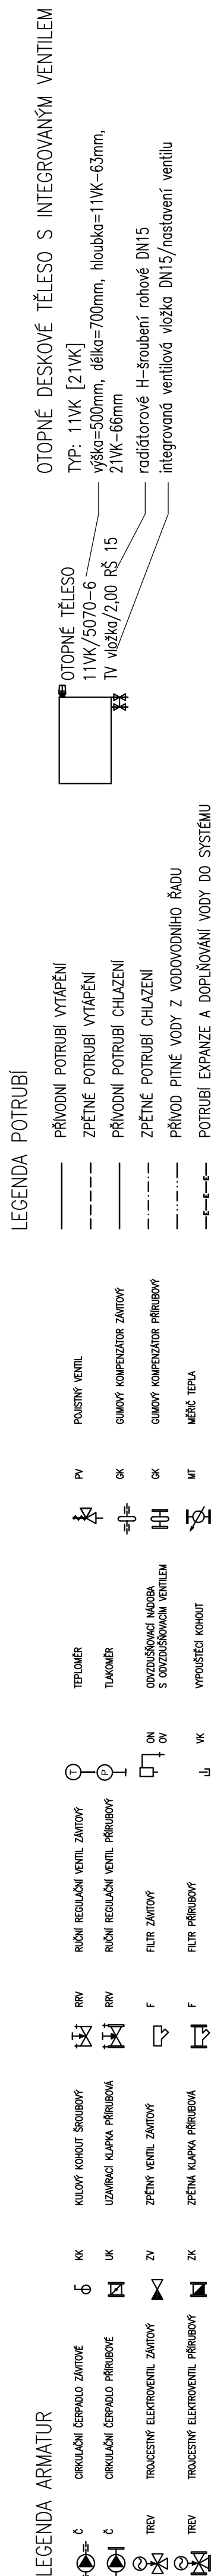 LEGENDA ARMATUR
Č CIRKULAČNÍ ČERPADLO ZÁVITOVÉ
Č CIRKULAČNÍ ČERPADLO PŘÍRUBOVÉ
TREV TROJCESTNÝ ELEKTROVENTIL ZÁVITOVÝ
TREV TROJCESTNÝ ELEKTROVENTIL PŘÍRUBOVÝ
KK KULOVÝ KOHOUT ŠROUBOVÝ
UK UZAVÍRACÍ KLAPKA PŘÍRUBOVÁ
ZV ZPĚTNÝ VENTIL ZÁVITOVÝ
ZK ZPĚTNÁ KLAPKA PŘÍRUBOVÁ
RRV RUČNÍ REGULAČNÍ VENTIL ZÁVITOVÝ
RRV RUČNÍ REGULAČNÍ VENTIL PŘÍRUBOVÝ
F FILTR ZÁVITOVÝ
F FILTR PŘÍRUBOVÝ
T TEPLOMĚR
P TLAKOMĚR
ON ODVZDUŠŇOVACÍ NÁDOBA
OV S ODVZDUŠŇOVACÍM VENTILEM
VK VYPOUŠTĚCÍ KOHOUT
PV POJISTNÝ VENTIL
GK GUMOVÝ KOMPENZÁTOR ZÁVITOVÝ
GK GUMOVÝ KOMPENZÁTOR PŘÍRUBOVÝ
MT MĚŘIČ TEPLA
LEGENDA POTRUBÍ
PŘÍVODNÍ POTRUBÍ VYTÁPĚNÍ
ZPĚTNÉ POTRUBÍ VYTÁPĚNÍ
PŘÍVODNÍ POTRUBÍ CHLAZENÍ
ZPĚTNÉ POTRUBÍ CHLAZENÍ
PŘÍVOD PITNÉ VODY Z VODOVODNÍHO ŘADU
E E E
POTRUBÍ EXPANZE A DOPLŇOVÁNÍ VODY DO SYSTÉMU
OTOPNÉ DESKOVÉ TĚLESO S INTEGROVANÝM VENTILEM
OTOPNÉ TĚLESO
11VK/5070-6
TV vložka/2,00 RŠ 15
TYP: 11VK [21VK]
výška=500mm, délka=700mm, hloubka=11VK-63mm,
21VK-66mm
radiátorové H-šroubení rohové DN15
integrovaná ventilová vložka DN15/nastavení ventilu